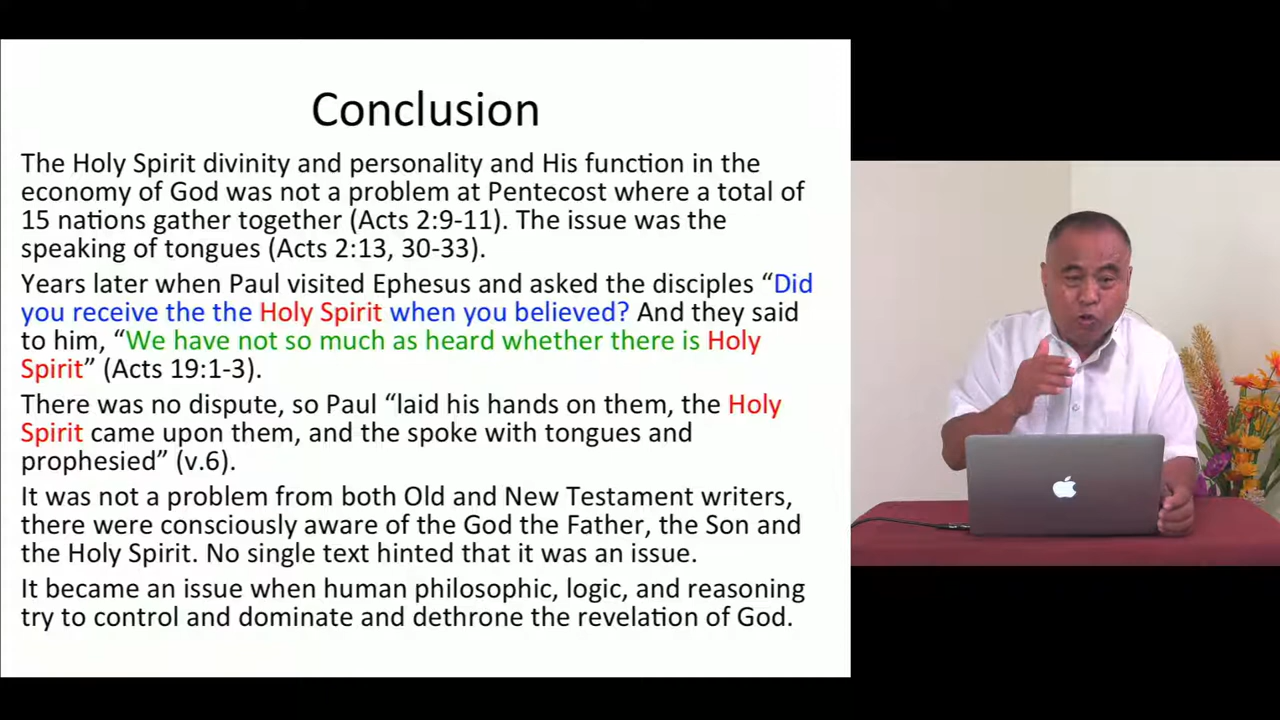 Conclusion
The Holy Spirit divinity and personality and His function in the
economy of God was not a problem at Pentecost where a total of
15 nations gather together (Acts 2:9-11). The issue was the
speaking of tongues (Acts 2:13, 30-33).
Years later when Paul visited Ephesus and asked the disciples “Did
you receive the the Holy Spirit when you believed? And they said
to him, “We have not so much as heard whether there is Holy
Spirit” (Acts 19:1-3).
There was no dispute, so Paul “laid his hands on them, the Holy
Spirit came upon them, and the spoke with tongues and
prophesied” (v.6).
It was not a problem from both Old and New Testament writers,
there were consciously aware of the God the Father, the Son and
the Holy Spirit. No single text hinted that it was an issue.
It became an issue when human philosophic, logic, and reasoning
try to control and dominate and dethrone the revelation of God.